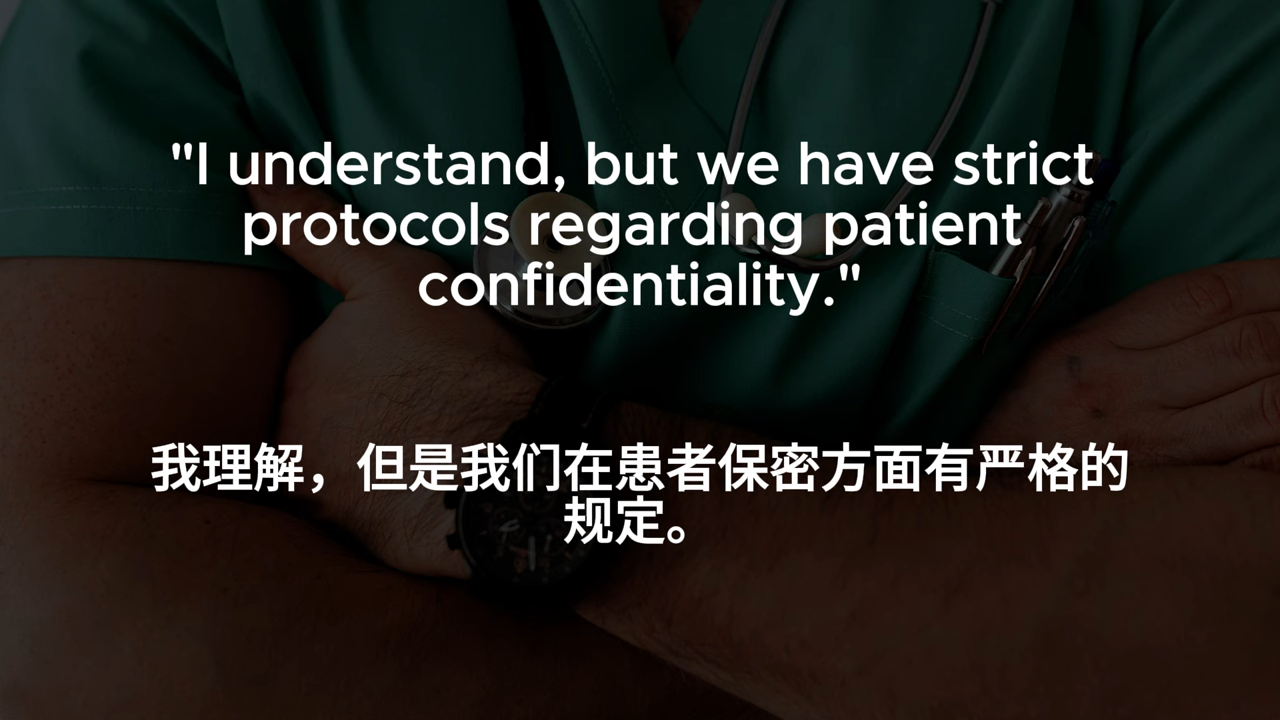 "I understand, but we have strict
protocols regarding patient
confidentiality."
我理解，但是我们在患者保密方面有严格的
规定。